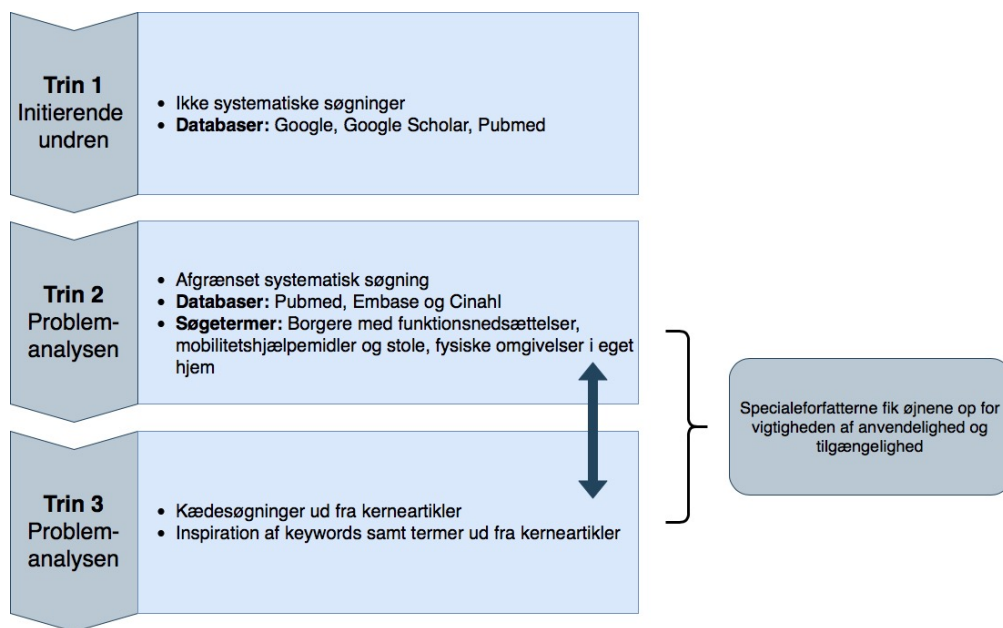 Trin 1
Initierende
undren
• Ikke systematiske søgninger
• Databaser: Google, Google Scholar, Pubmed
Trin 2
Problem-
analysen
• Afgrænset systematisk søgning
• Databaser: Pubmed, Embase og Cinahl
• Søgetermer: Borgere med funktionsnedsættelser,
mobilitetshjælpemidler og stole, fysiske omgivelser i eget
hjem
Trin 3
Problem-
analysen
• Kædesøgninger ud fra kerneartikler
• Inspiration af keywords samt termer ud fra kerneartikler
Specialeforfatterne fik øjnene op for
vigtigheden af anvendelighed og
tilgængelighed